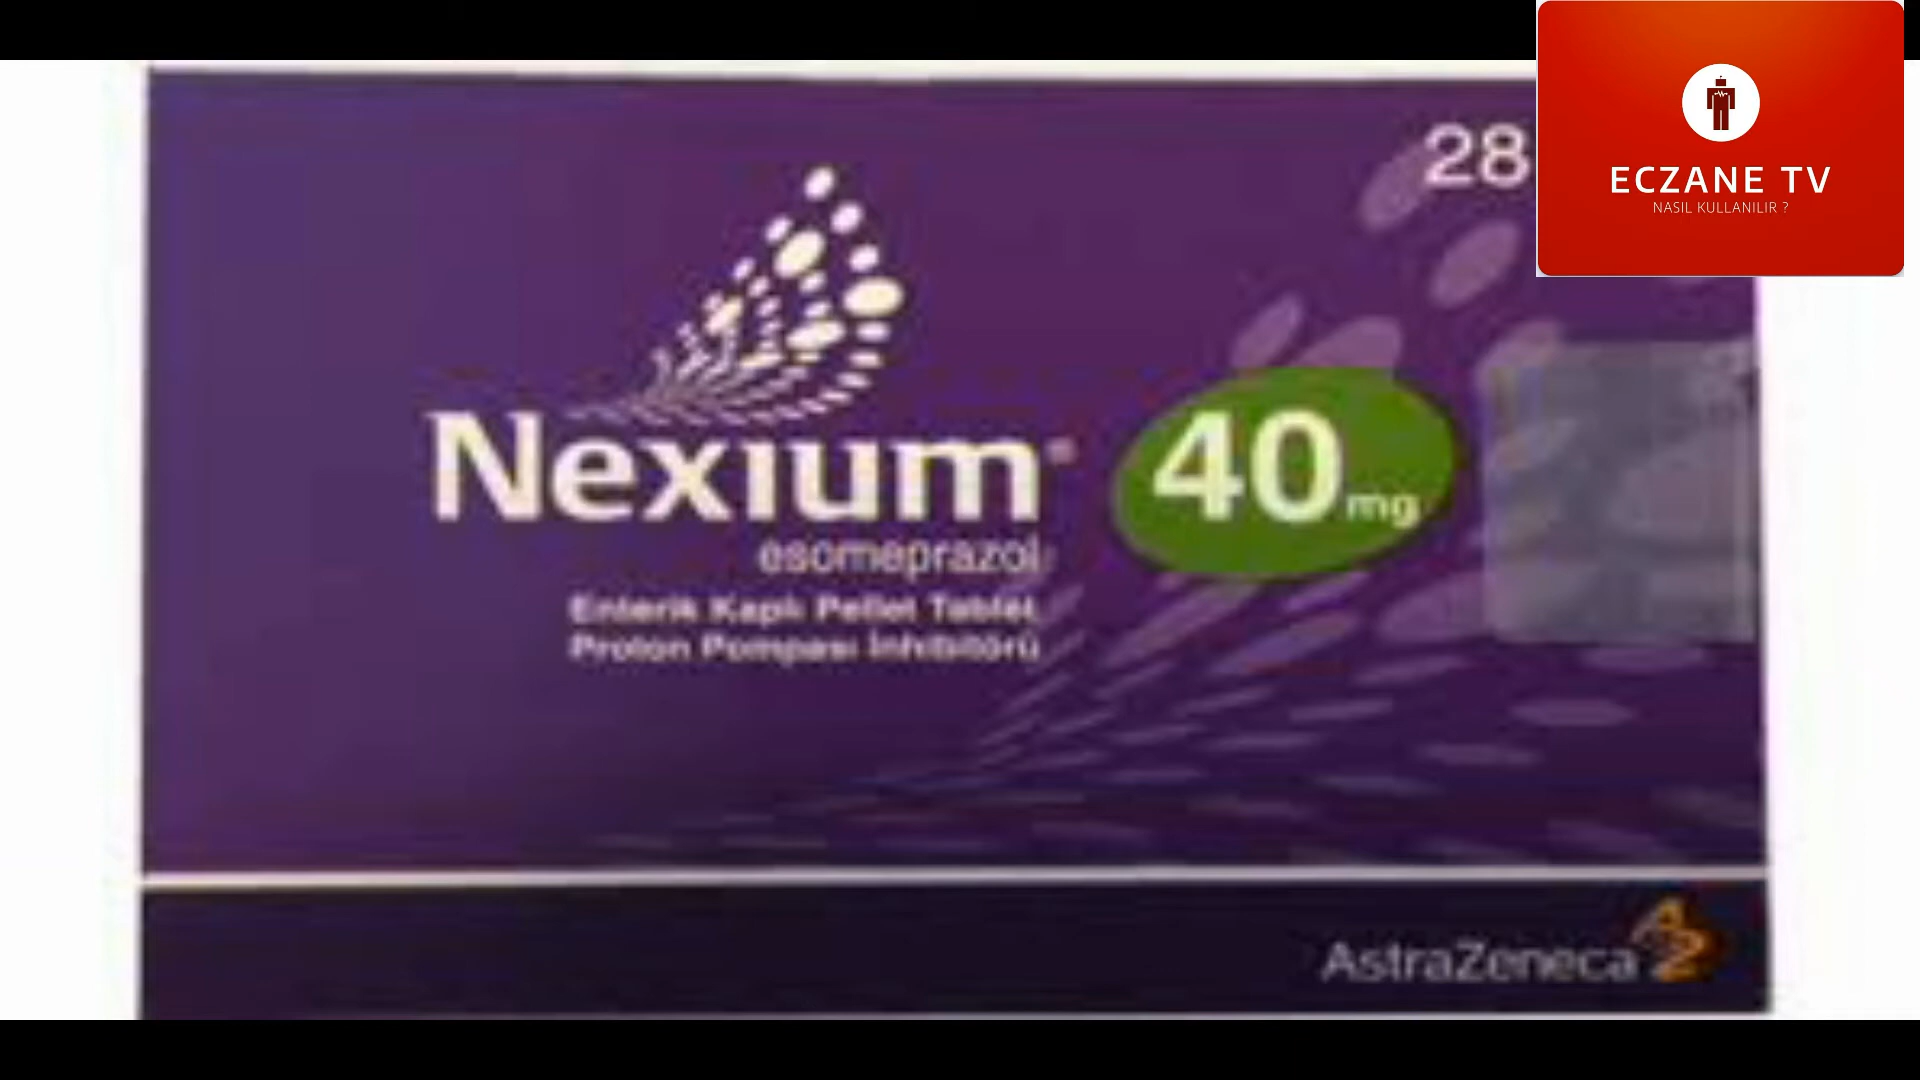 28
ECZANE TV
NASIL KULLANILIR ?
Nexium
40 mg
esomeprazol
Enterik Kaplı Pellet Tablet
Proton Pompası İnhibitörü
AstraZeneca